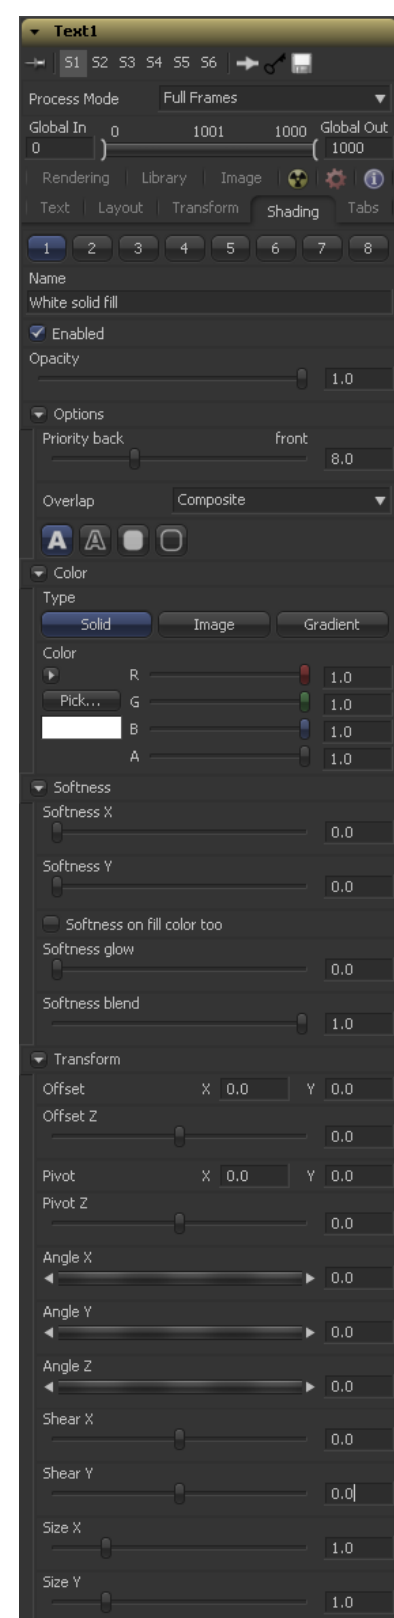 Text1
S1 S2 S3 S4 S5 S6
Process Mode Full Frames
Global In 0 1001 1000 Global Out
0 1000
Rendering Library Image
Text Layout Transform Shading Tabs
1 2 3 4 5 6 7 8
Name
White solid fill
Enabled
Opacity
1.0
Options
Priority back front
8.0
Overlap Composite
A A
Color
Type
Solid Image Gradient
Color
R 1.0
Pick... G 1.0
B 1.0
A 1.0
Softness
Softness X
0.0
Softness Y
0.0
Softness on fill color too
Softness glow
0.0
Softness blend
1.0
Transform
Offset X 0.0 Y 0.0
Offset Z
0.0
Pivot X 0.0 Y 0.0
Pivot Z
0.0
Angle X
0.0
Angle Y
0.0
Angle Z
0.0
Shear X
0.0
Shear Y
0.0
Size X
1.0
Size Y
1.0